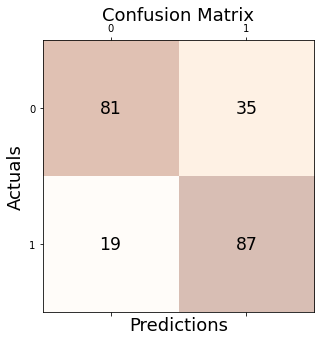 Confusion Matrix
0 1
0 81 35
Actuals
1 19 87
Predictions